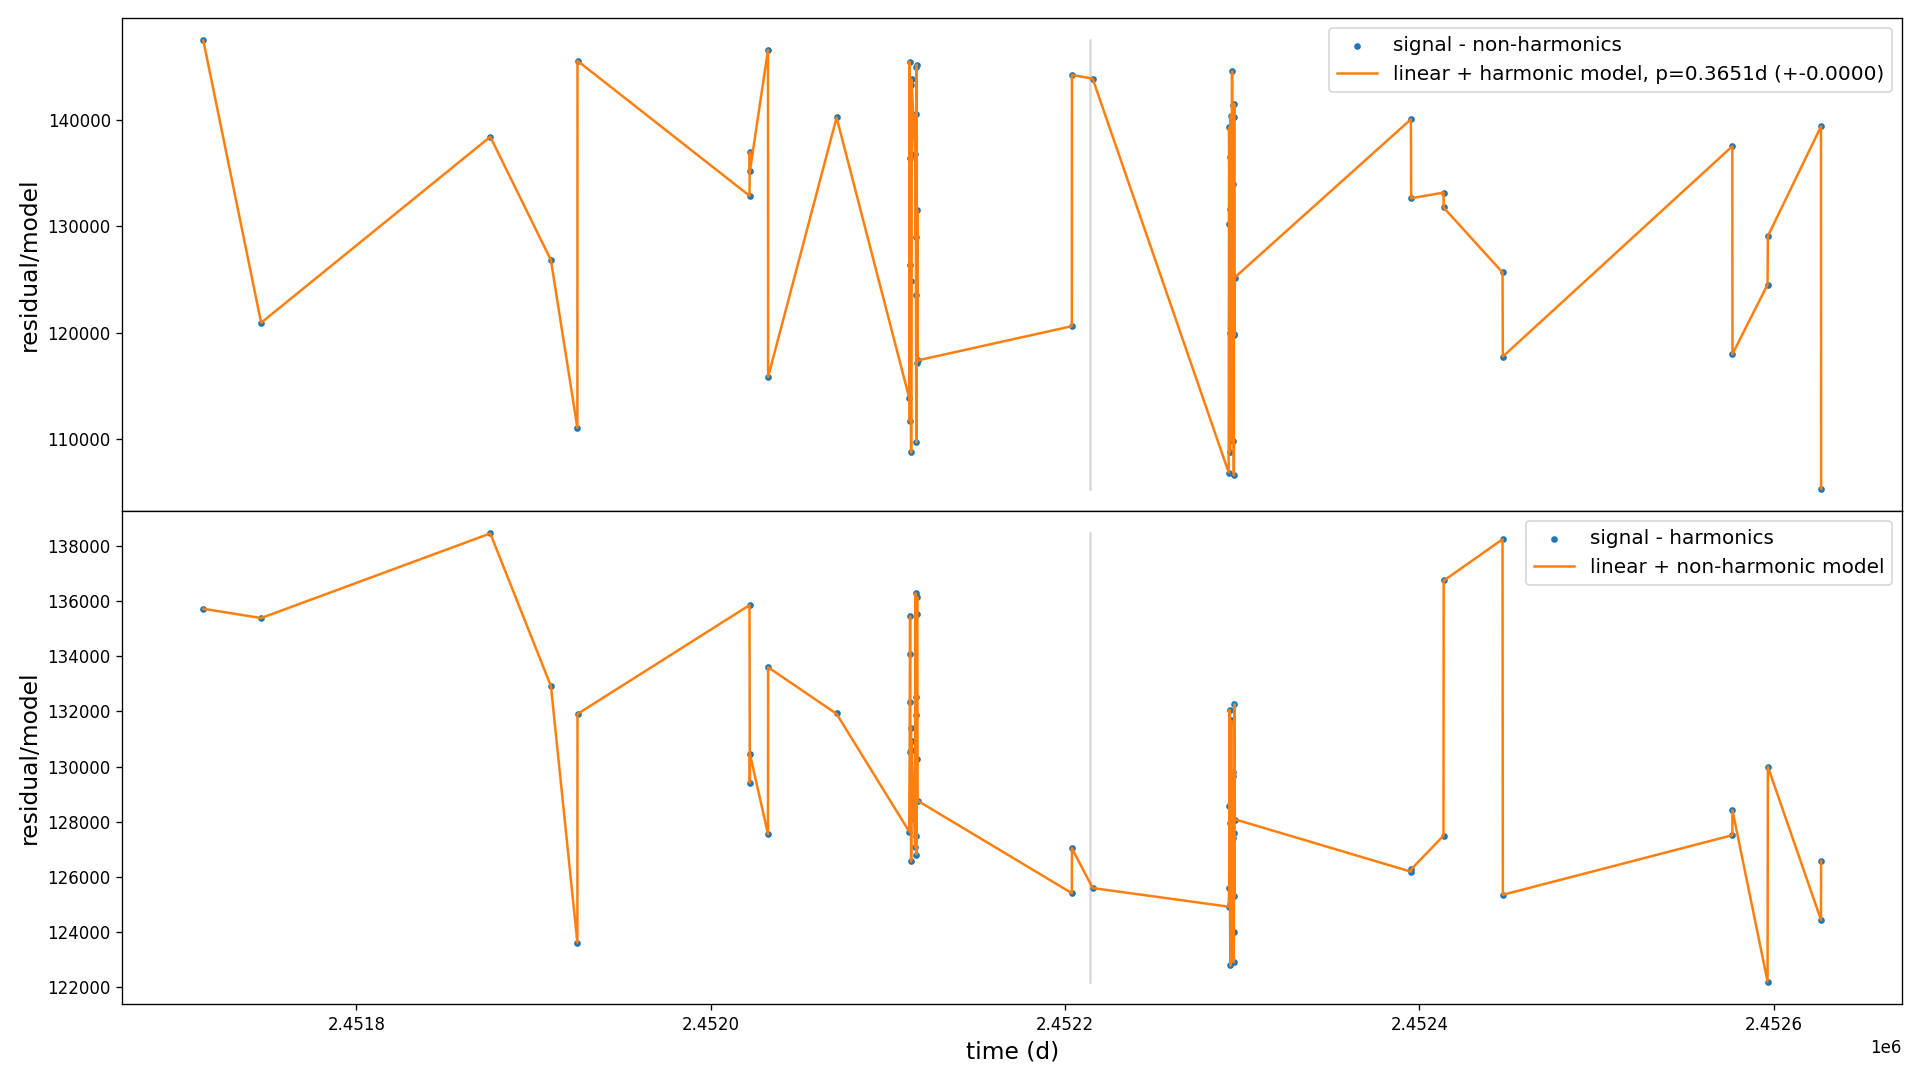 signal - non-harmonics
linear + harmonic model, p=0.3651d (+-0.0000)
140000
130000
120000
110000
residual/model
signal - harmonics
linear + non-harmonic model
138000
136000
134000
132000
130000
128000
126000
124000
122000
residual/model
2.4518
2.4520
2.4522
2.4524
2.4526
1e6
time (d)